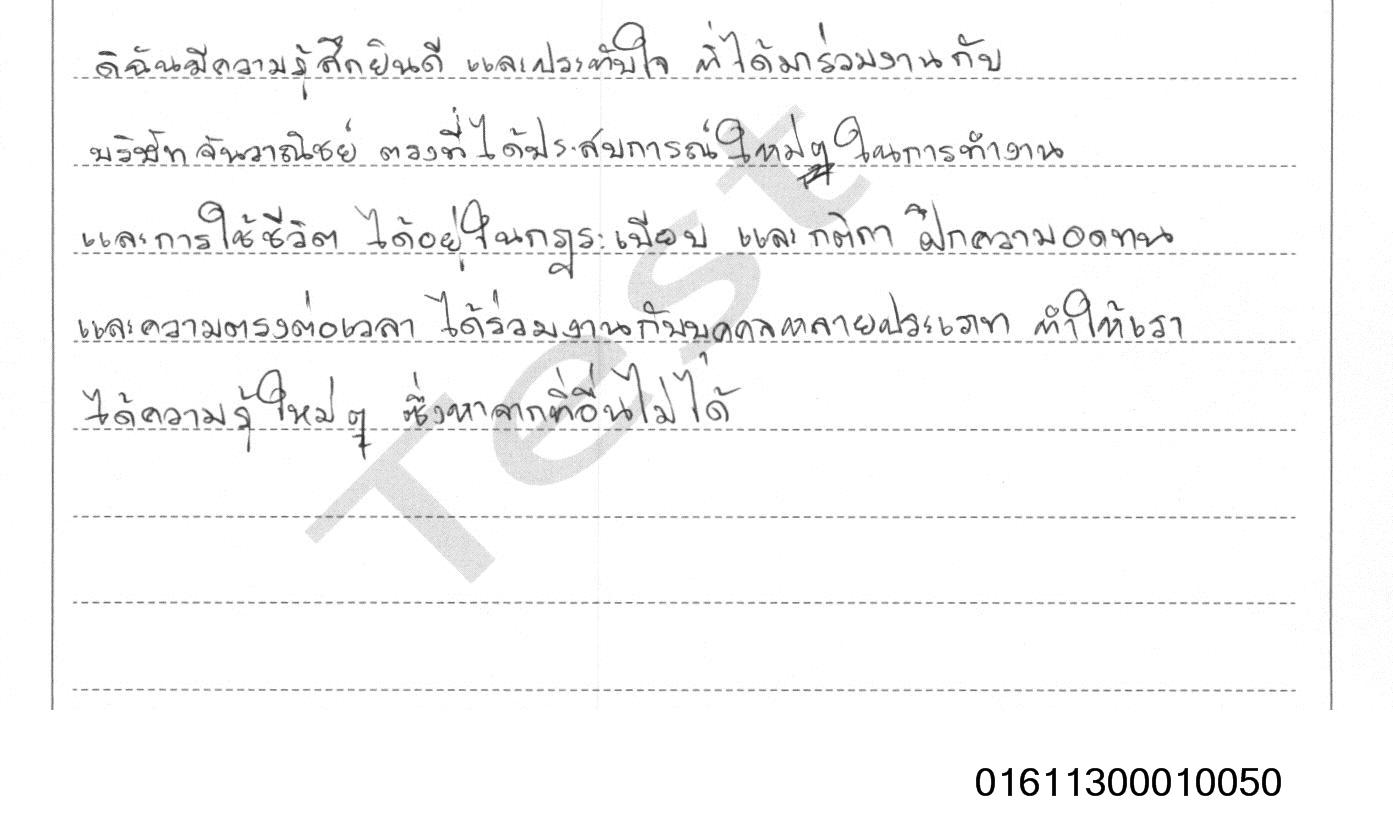 ดิฉันมีความรู้สึกยินดี และประทับใจ ที่ได้มาร่วมงานกับ
บริษัทจันวาณิชย์ ตรงที่ได้ประสบการณ์ใหม่ๆ ในการทำงาน
และการใช้ชีวิต ได้อยู่ในกฎระเบียบ และกติกา ฝึกความอดทน
และความตรงต่อเวลา ได้ร่วมงานกับบุคคลหลายประเภท ทำให้เรา
ได้ความรู้ใหม่ๆ ซึ่งหาจากที่อื่นไม่ได้
Test
01611300010050